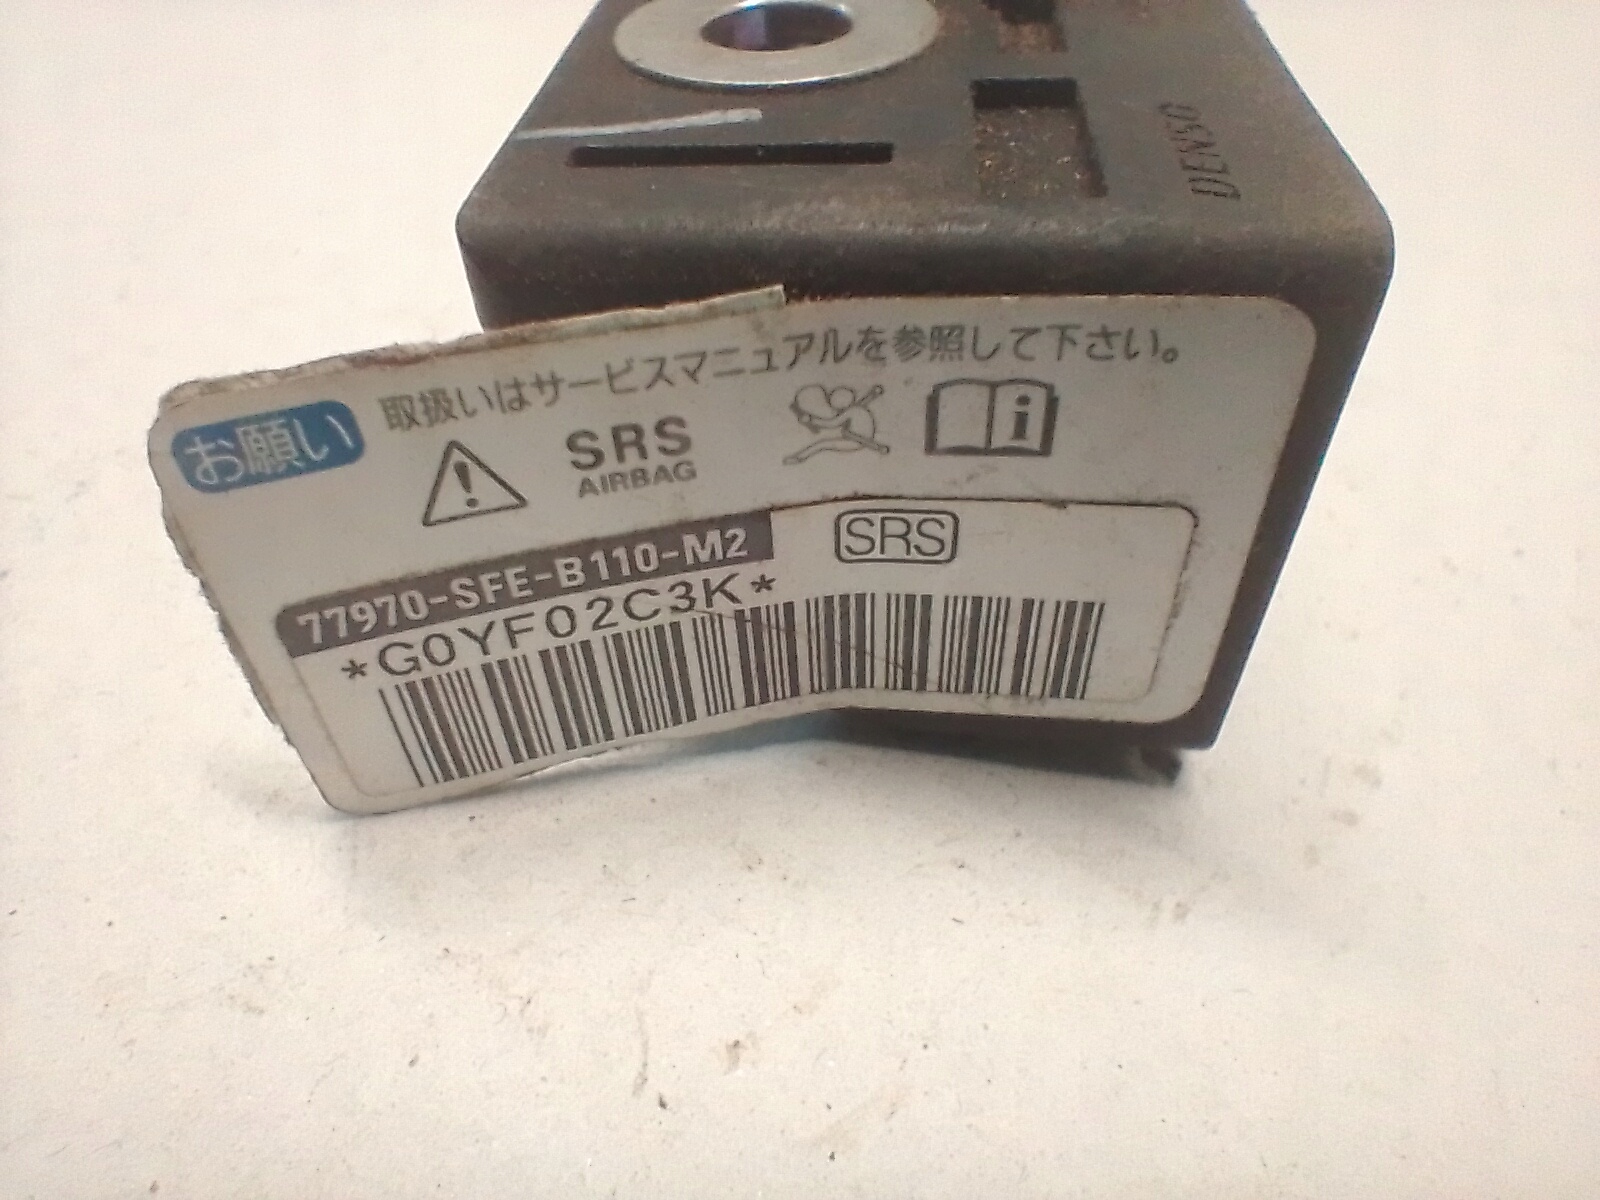 DENSO
取扱いはサービスマニュアルを参照して下さい。
お願い
SRS
AIRBAG
77970-SFE-B110-M2
SRS
*G0YF02C3K*